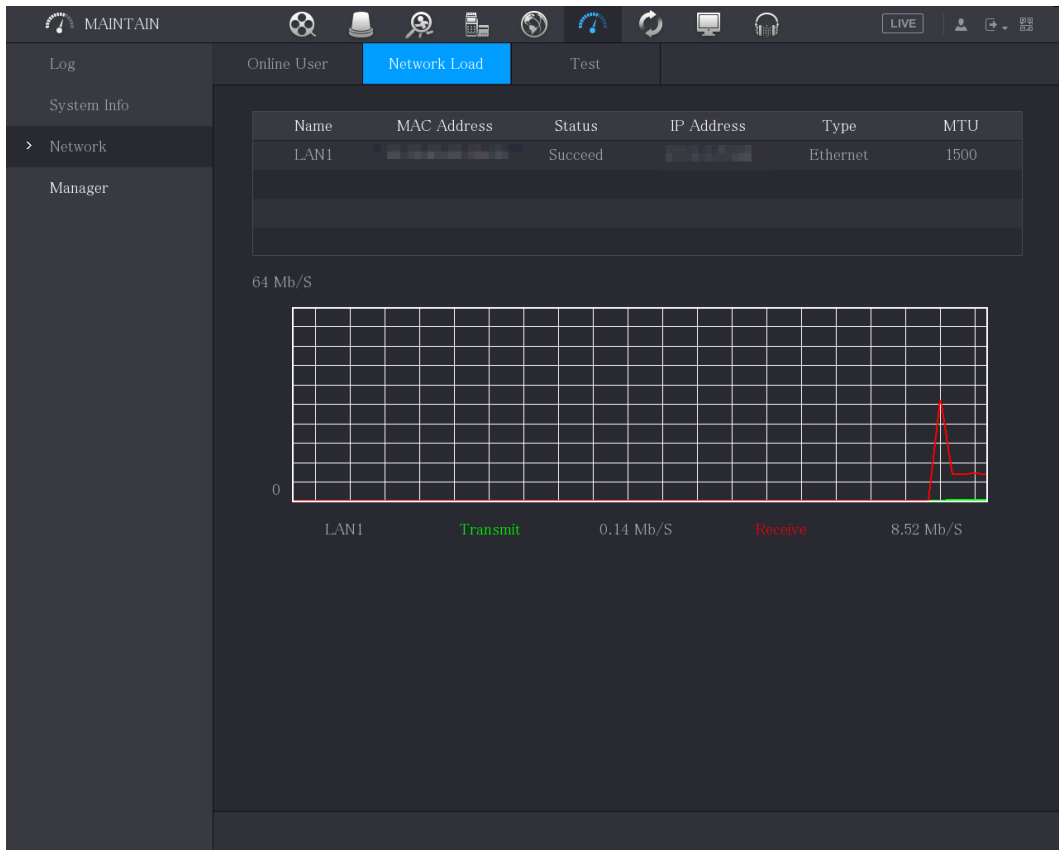 MAINTAIN LIVE
Log
System Info
Network
Manager
Online User Network Load Test
Name MAC Address Status IP Address Type MTU
LAN1 Succeed Ethernet 1500
64 Mb/S
0
LAN1 Transmit 0.14 Mb/S Receive 8.52 Mb/S